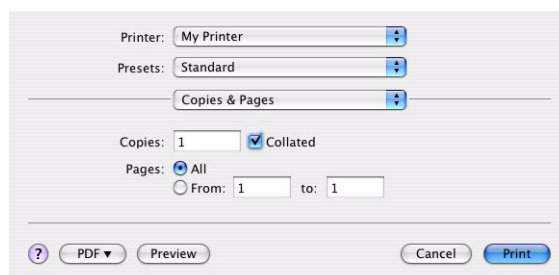 Printer: My Printer
Presets: Standard
Copies & Pages
Copies: 1 Collated
Pages: All
From: 1 to: 1
? PDF▼ Preview Cancel Print